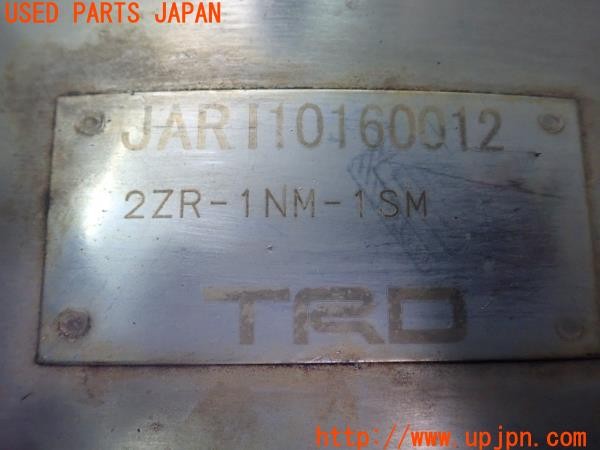 USED PARTS JAPAN
JARI10160012
2ZR-1NM-1SM
TRD
http://www.upjpn.com